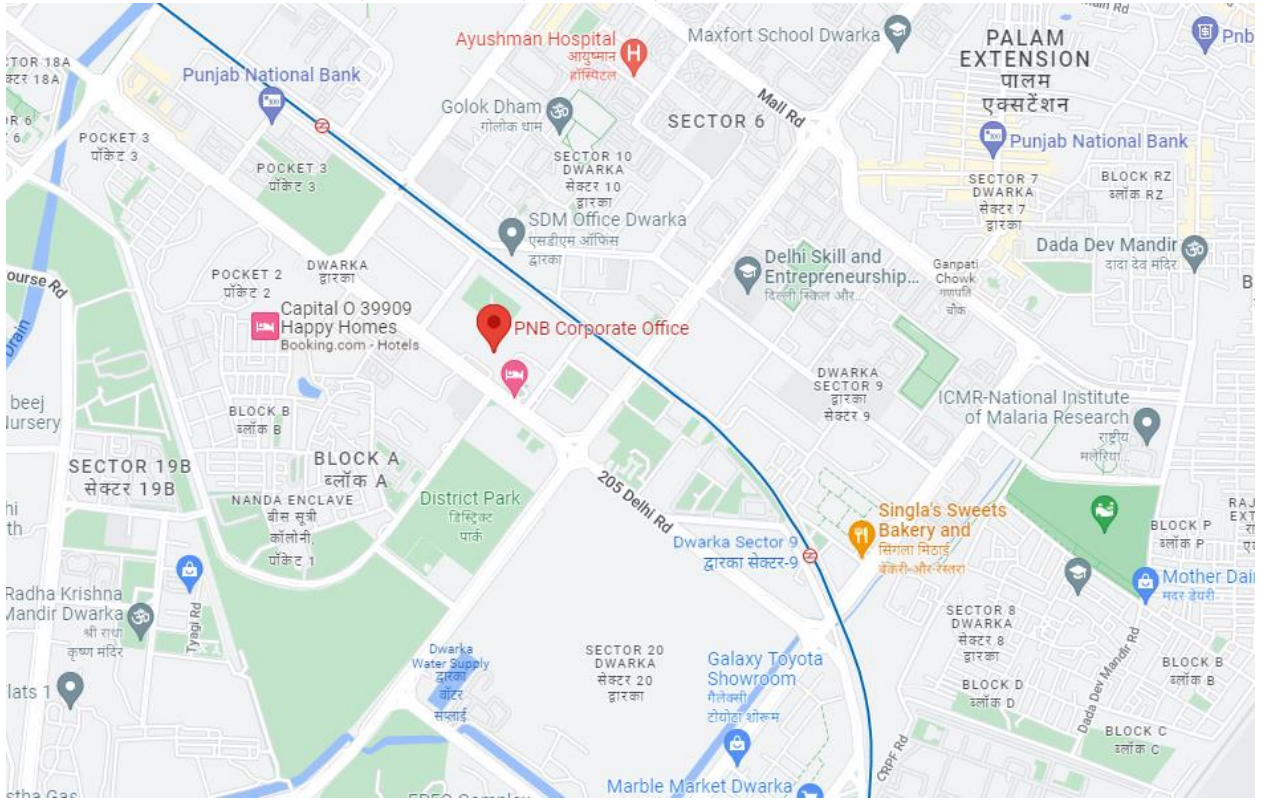 Ayushman Hospital
आयुष्मान
हॉस्पिटल
Maxfort School Dwarka
PALAM
EXTENSION
पालम
एक्सटेंशन
Pnb
Punjab National Bank
Golok Dham
गोलोक धाम
Mall Rd
SECTOR 6
POCKET 3
पॉकेट 3
POCKET 3
पॉकेट 3
SECTOR 10
DWARKA
सेक्टर 10
द्वारका
Punjab National Bank
SECTOR 7
DWARKA
सेक्टर 7
द्वारका
BLOCK RZ
ब्लॉक RZ
SDM Office Dwarka
एसडीएम ऑफिस
द्वारका
Dada Dev Mandir
दादा देव मंदिर
Delhi Skill and
Entrepreneurship...
दिल्ली स्किल और...
Ganpati
Chowk
गणपति
चौक
POCKET 2
पॉकेट 2
DWARKA
द्वारका
ourse Rd
Drain
Capital O 39909
Happy Homes
Booking.com - Hotels
PNB Corporate Office
DWARKA
SECTOR 9
द्वारका
सेक्टर 9
ICMR-National Institute
of Malaria Research
राष्ट्रीय
मलेरिया...
beej
Nursery
BLOCK B
ब्लॉक B
BLOCK A
ब्लॉक A
SECTOR 19B
सेक्टर 19B
NANDA ENCLAVE
बीस सूत्री
कॉलोनी,
पॉकेट 1
District Park
डिस्ट्रिक्ट
पार्क
205 Delhi Rd
Singla's Sweets
Bakery and
सिंगला मिठाई
बेकरी-और-रेस्तरां
Dwarka Sector 9
द्वारका सेक्टर-9
BLOCK P
ब्लॉक P
Mother Dai
मदर डेयरी
Radha Krishna
Mandir Dwarka
श्री राधा
कृष्ण मंदिर
Tyagi Rd
SECTOR 8
DWARKA
सेक्टर 8
द्वारका
Dwarka
Water Supply
द्वारका
वॉटर
सप्लाई
SECTOR 20
DWARKA
सेक्टर 20
द्वारका
Galaxy Toyota
Showroom
गैलेक्सी
टोयोटा शोरूम
Dada Dev Mandir Rd
BLOCK B
ब्लॉक B
BLOCK D
ब्लॉक D
BLOCK C
ब्लॉक C
lats 1
CRPF Rd
Marble Market Dwarka